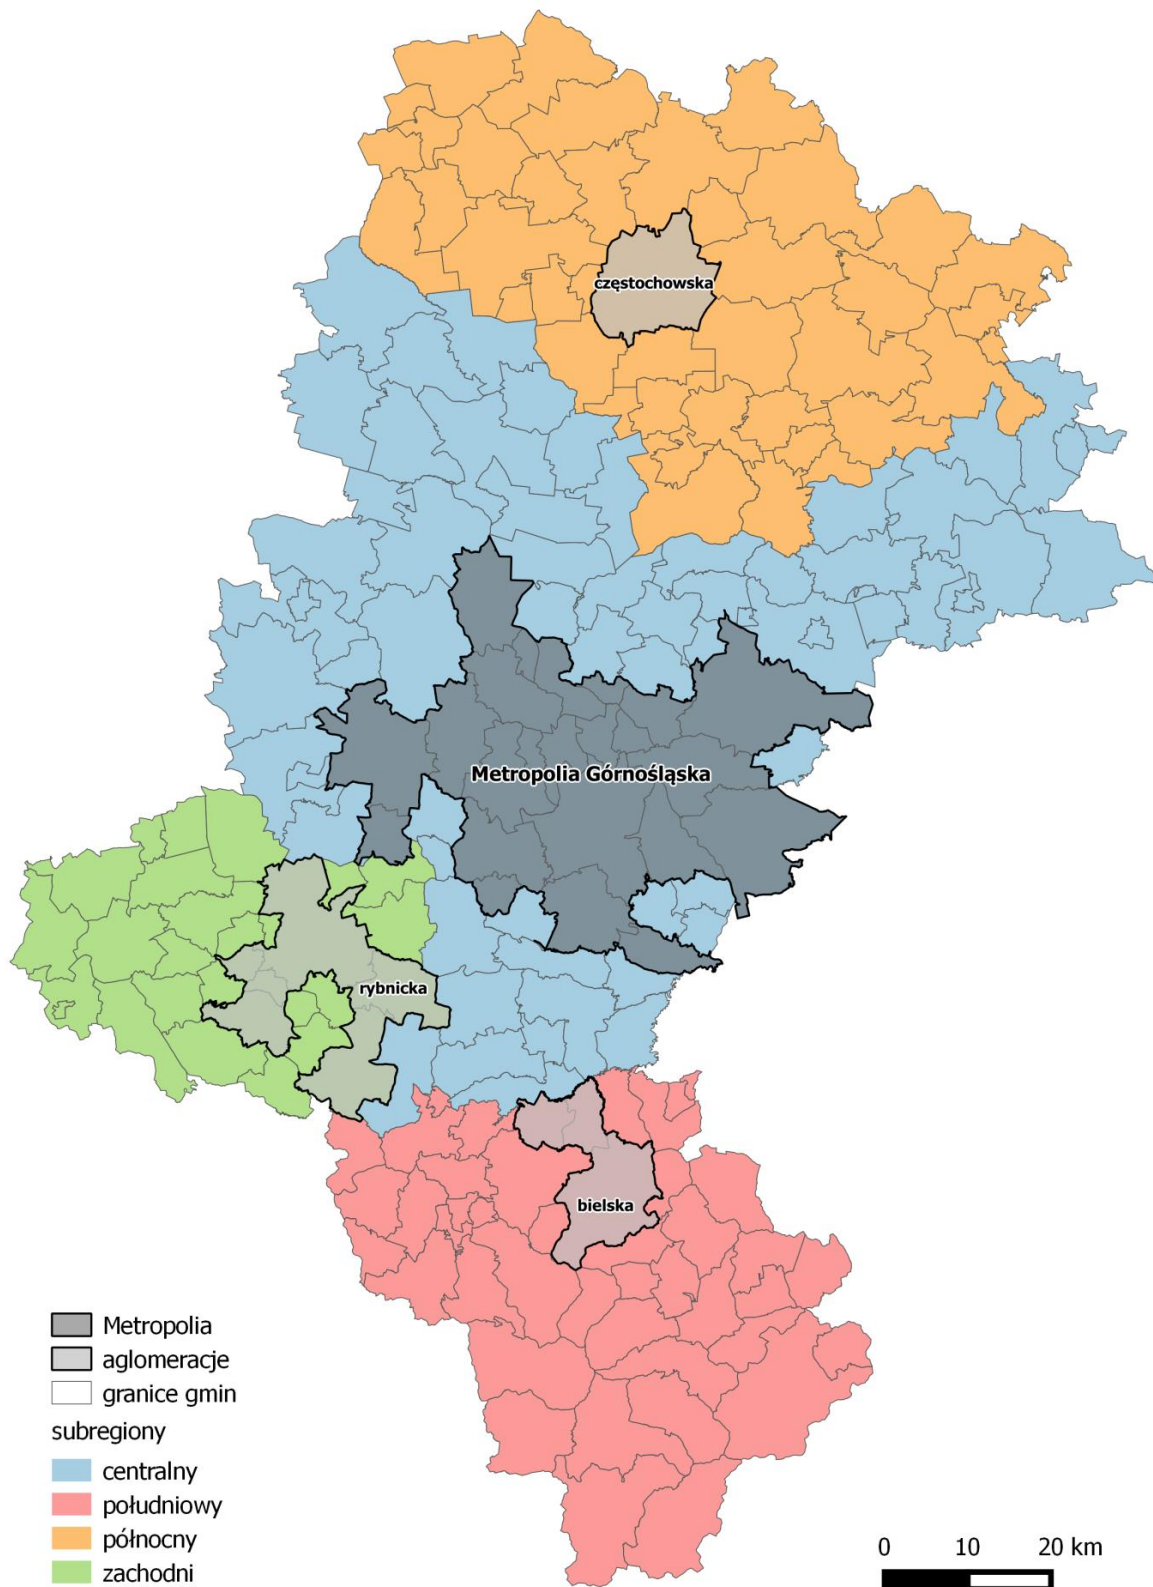 częstochowska
Metropolia Górnośląska
rybnicka
bielska
Metropolia
aglomeracje
granice gmin
subregiony
centralny
południowy
północny
zachodni
0 10 20 km